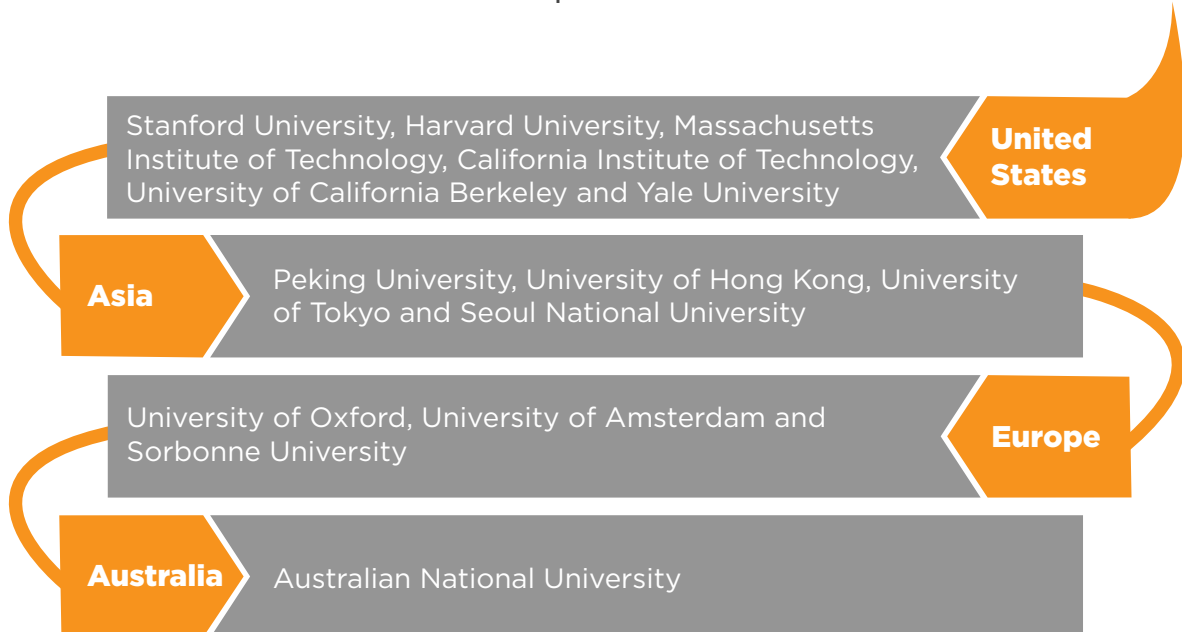 Stanford University, Harvard University, Massachusetts
Institute of Technology, California Institute of Technology,
University of California Berkeley and Yale University
United
States
Asia
Peking University, University of Hong Kong, University
of Tokyo and Seoul National University
University of Oxford, University of Amsterdam and
Sorbonne University
Europe
Australia
Australian National University